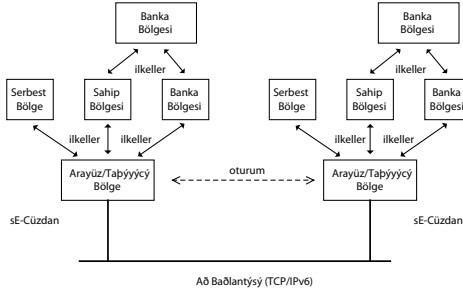 Banka
Bölgesi
Banka
Bölgesi
ilkeller
ilkeller
Serbest
Bölge
Sahip
Bölgesi
Banka
Bölgesi
Serbest
Bölge
Sahip
Bölgesi
Banka
Bölgesi
ilkeller
ilkeller
ilkeller
ilkeller
Arayüz/Taþýyýcý
Bölge
oturum
Arayüz/Taþýyýcý
Bölge
sE-Cüzdan
sE-Cüzdan
Að Baðlantýsý (TCP/IPv6)